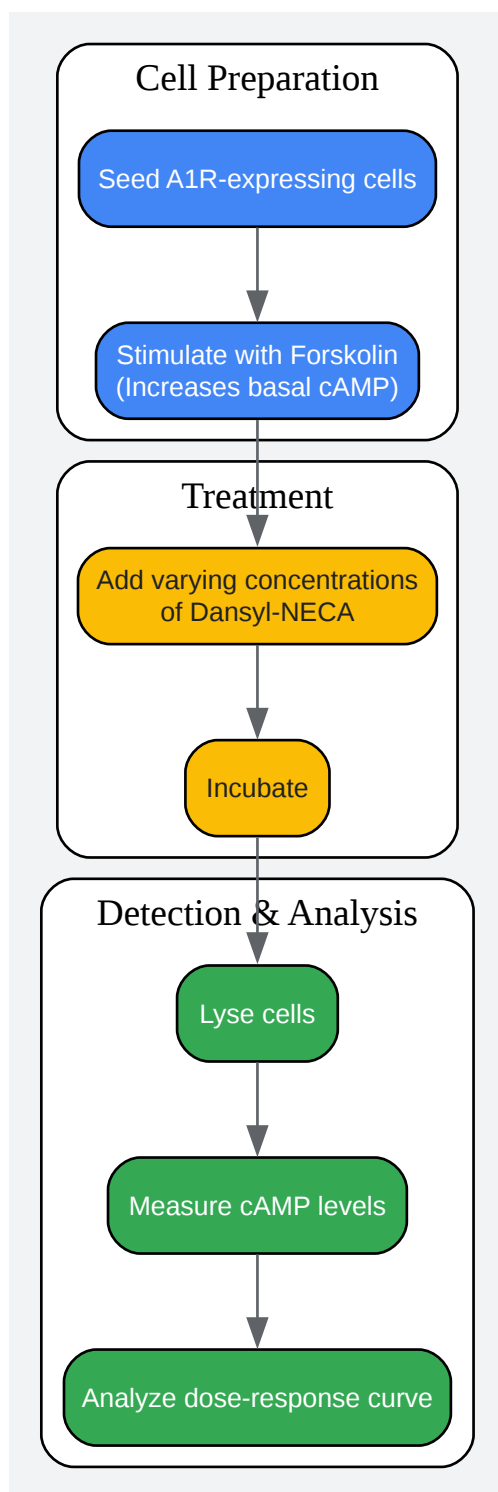 Cell Preparation
Seed A1R-expressing cells
Stimulate with Forskolin
(Increases basal cAMP)
Treatment
Add varying concentrations
of Dansyl-NECA
Incubate
Detection & Analysis
Lyse cells
Measure cAMP levels
Analyze dose-response curve